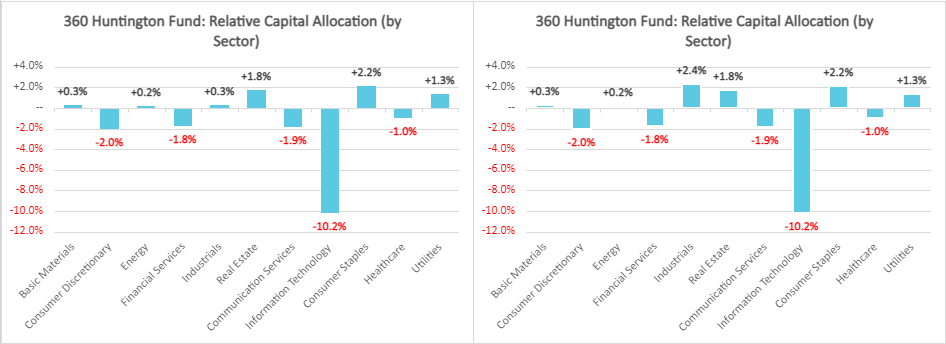 360 Huntington Fund: Relative Capital Allocation (by
Sector)
+4.0%
+2.0%
--
-2.0%
-4.0%
-6.0%
-8.0%
-10.0%
-12.0%
+0.3%
-2.0%
+0.2%
-1.8%
+0.3%
+1.8%
-1.9%
-10.2%
+2.2%
-1.0%
+1.3%
Basic Materials
Consumer Discretionary
Energy
Financial Services
Industrials
Real Estate
Communication Services
Information Technology
Consumer Staples
Healthcare
Utilities
360 Huntington Fund: Relative Capital Allocation (by
Sector)
+4.0%
+2.0%
--
-2.0%
-4.0%
-6.0%
-8.0%
-10.0%
-12.0%
+0.3%
-2.0%
+0.2%
-1.8%
+2.4%
+1.8%
-1.9%
-10.2%
+2.2%
-1.0%
+1.3%
Basic Materials
Consumer Discretionary
Energy
Financial Services
Industrials
Real Estate
Communication Services
Information Technology
Consumer Staples
Healthcare
Utilities